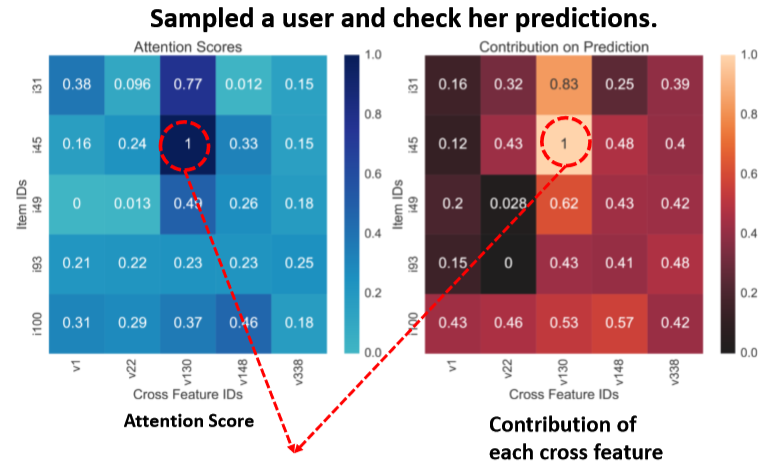 Sampled a user and check her predictions.
Attention Scores
Contribution on Prediction
Item IDs
i31
0.38 0.096 0.77 0.012 0.15
i45
0.16 0.24 1 0.33 0.15
i49
0 0.013 0.49 0.26 0.18
i93
0.21 0.22 0.23 0.23 0.25
i100
0.31 0.29 0.37 0.46 0.18
v1 v22 v130 v148 v338
Cross Feature IDs
1.0
0.8
0.6
0.4
0.2
0.0
Attention Score
Item IDs
i31
0.16 0.32 0.83 0.25 0.39
i45
0.12 0.43 1 0.48 0.4
i49
0.2 0.028 0.62 0.43 0.42
i93
0.15 0 0.43 0.41 0.48
i100
0.43 0.46 0.53 0.57 0.42
v1 v22 v130 v148 v338
Cross Feature IDs
1.0
0.8
0.6
0.4
0.2
0.0
Contribution of
each cross feature